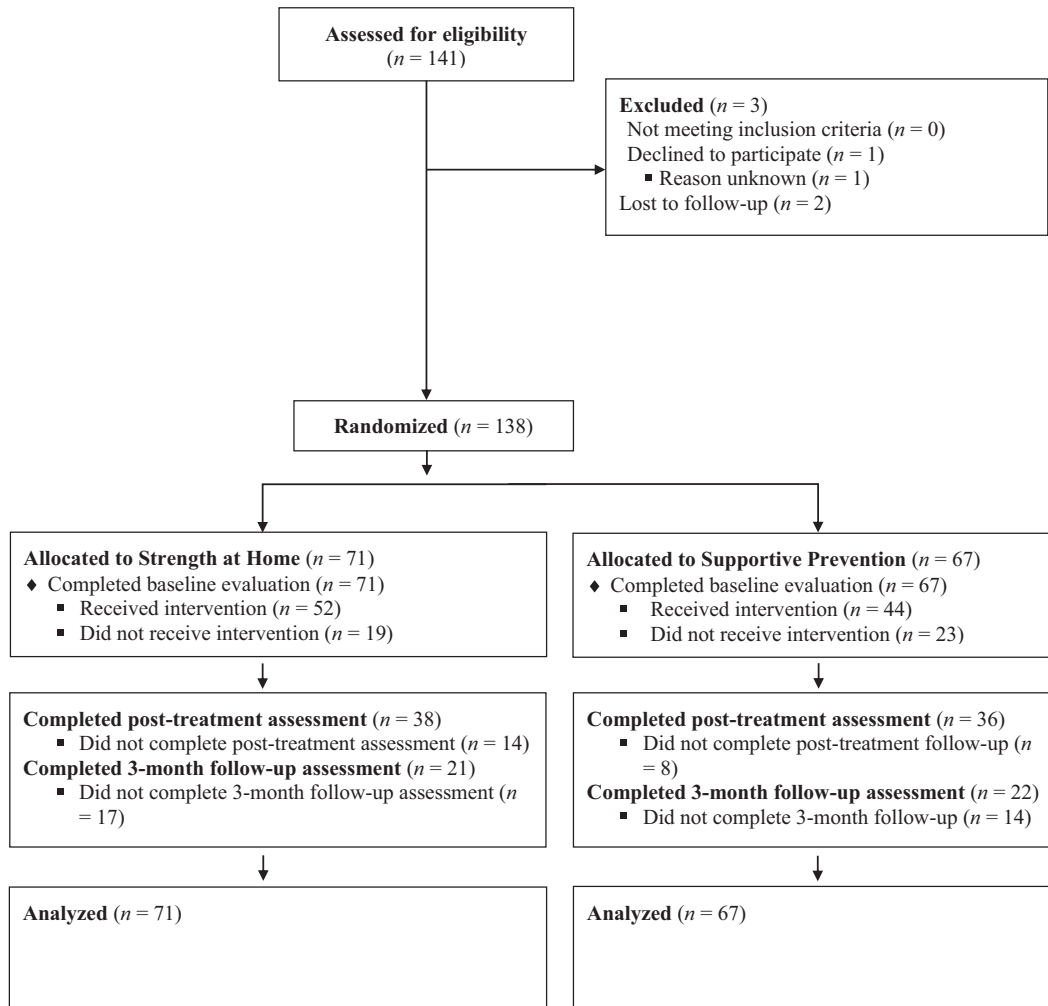 Assessed for eligibility
(n = 141)
Excluded (n = 3)
Not meeting inclusion criteria (n = 0)
Declined to participate (n = 1)
▪ Reason unknown (n = 1)
Lost to follow-up (n = 2)
Randomized (n = 138)
Allocated to Strength at Home (n = 71)
♦ Completed baseline evaluation (n = 71)
▪ Received intervention (n = 52)
▪ Did not receive intervention (n = 19)
Allocated to Supportive Prevention (n = 67)
♦ Completed baseline evaluation (n = 67)
▪ Received intervention (n = 44)
▪ Did not receive intervention (n = 23)
Completed post-treatment assessment (n = 38)
▪ Did not complete post-treatment assessment (n = 14)
Completed 3-month follow-up assessment (n = 21)
▪ Did not complete 3-month follow-up assessment (n
= 17)
Completed post-treatment assessment (n = 36)
▪ Did not complete post-treatment follow-up (n
= 8)
Completed 3-month follow-up assessment (n = 22)
▪ Did not complete 3-month follow-up (n = 14)
Analyzed (n = 71)
Analyzed (n = 67)